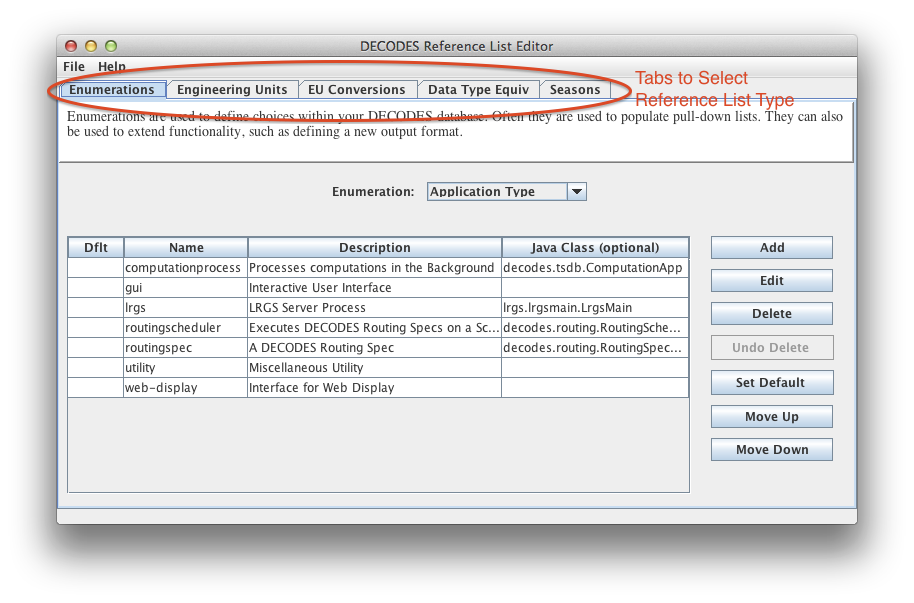 DECODES Reference List Editor
File Help
Enumerations Engineering Units EU Conversions Data Type Equiv Seasons
Tabs to Select
Reference List Type
Enumerations are used to define choices within your DECODES database. Often they are used to populate pull-down lists. They can also
be used to extend functionality, such as defining a new output format.
Enumeration: Application Type
Dflt Name Description Java Class (optional)
computationprocess Processes computations in the Background decodes.tsdb.ComputationApp
gui Interactive User Interface
lrgs LRGS Server Process lrgs.lrgsmain.LrgsMain
routingscheduler Executes DECODES Routing Specs on a Sc... decodes.routing.RoutingSche...
routingspec A DECODES Routing Spec decodes.routing.RoutingSpec...
utility Miscellaneous Utility
web-display Interface for Web Display
Add
Edit
Delete
Undo Delete
Set Default
Move Up
Move Down